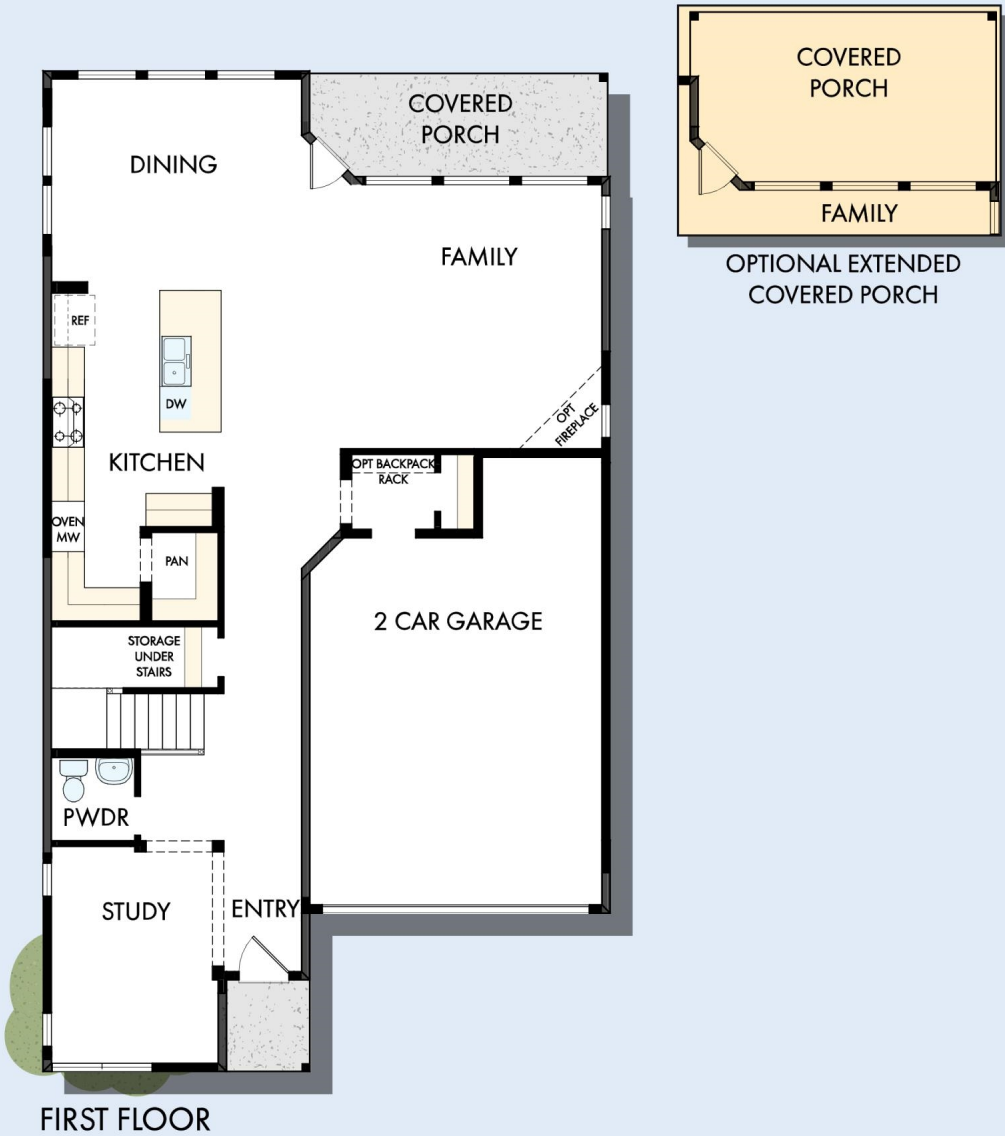 COVERED
PORCH
FAMILY
OPTIONAL EXTENDED
COVERED PORCH
COVERED
PORCH
DINING
FAMILY
REF
DW
OPT
FIREPLACE
KITCHEN
OPT BACKPACK
RACK
OVEN
MW
PAN
2 CAR GARAGE
STORAGE
UNDER
STAIRS
PWDR
STUDY
ENTRY
FIRST FLOOR